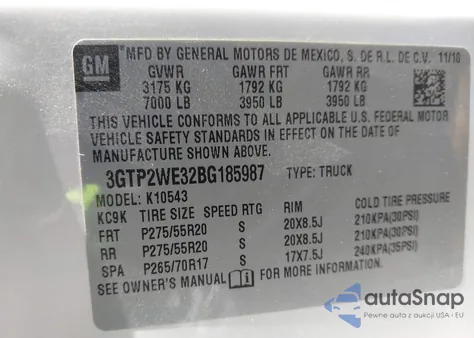 GM
MFD BY GENERAL MOTORS DE MEXICO, S. DE R.L. DE C.V. 11/10
GVWR GAWR FRT GAWR RR
3175 KG 1792 KG 1792 KG
7000 LB 3950 LB 3950 LB
THIS VEHICLE CONFORMS TO ALL APPLICABLE U.S. FEDERAL MOTOR
VEHICLE SAFETY STANDARDS IN EFFECT ON THE DATE OF
MANUFACTURE SHOWN ABOVE.
3GTP2WE32BG185987 TYPE: TRUCK
MODEL: K10543
KC9K TIRE SIZE SPEED RTG RIM COLD TIRE PRESSURE
FRT P275/55R20 S 20X8.5J 210KPA(30PSI)
RR P275/55R20 S 20X8.5J 210KPA(30PSI)
SPA P265/70R17 S 17X7.5J 240KPA(35PSI)
SEE OWNER'S MANUAL FOR MORE INFORMATION.
autoSnap
Pewne auta z aukcji USA i EU